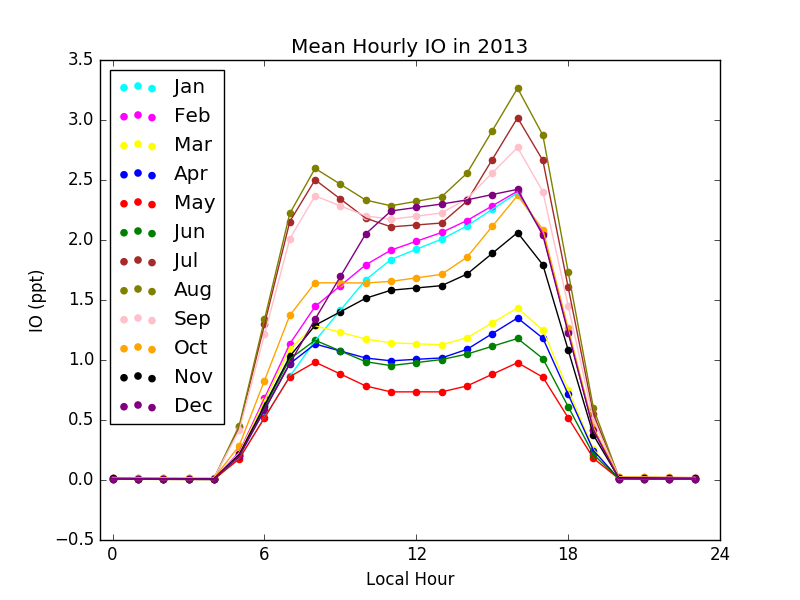 Mean Hourly IO in 2013
3.5
3.0
2.5
2.0
1.5
1.0
0.5
0.0
−0.5
IO (ppt)
Jan
Feb
Mar
Apr
May
Jun
Jul
Aug
Sep
Oct
Nov
Dec
0 6 12 18 24
Local Hour